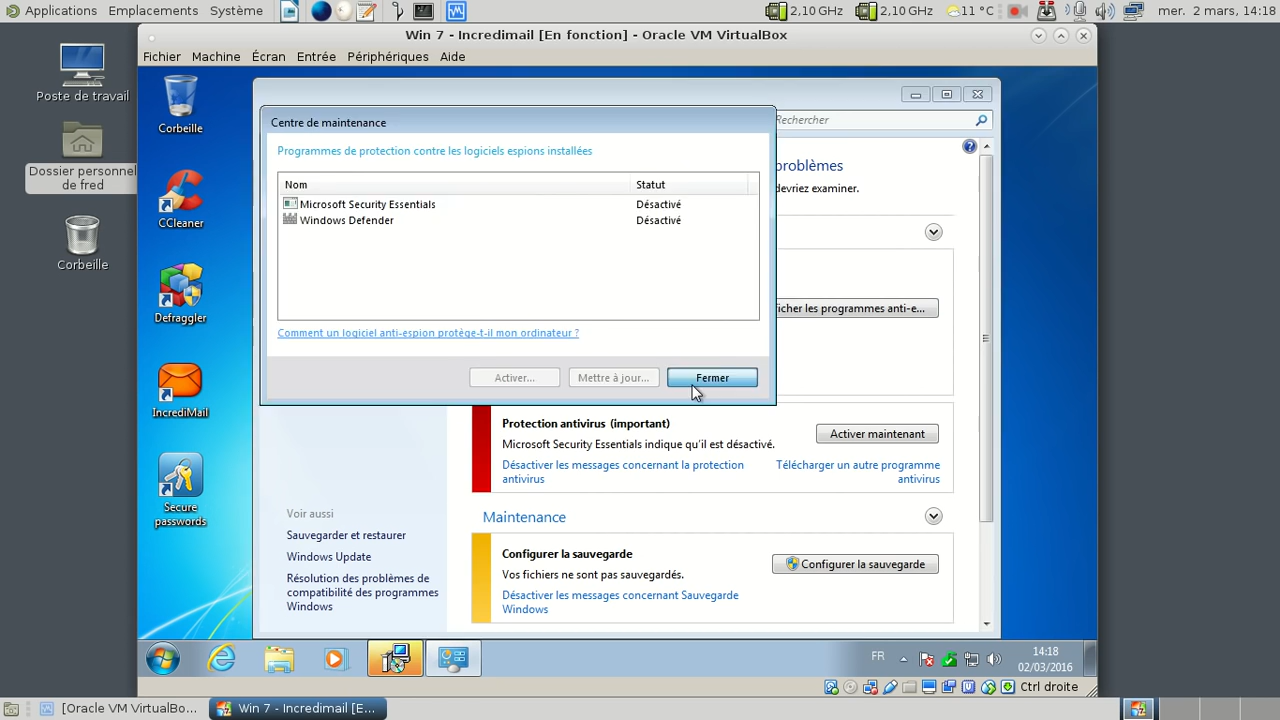 Applications Emplacements Système 2,10 GHz 2,10 GHz 11 °C mer. 2 mars, 14:18
Win 7 - Incredimail [En fonction] - Oracle VM VirtualBox
Fichier Machine Écran Entrée Périphériques Aide
Poste de travail
Dossier personnel
de fred
Corbeille
Corbeille
CCleaner
Defraggler
IncrediMail
Secure
passwords
Rechercher
Centre de maintenance
Programmes de protection contre les logiciels espions installées
Nom Statut
Microsoft Security Essentials Désactivé
Windows Defender Désactivé
Comment un logiciel anti-espion protège-t-il mon ordinateur ?
Activer... Mettre à jour... Fermer
problèmes
devriez examiner.
icher les programmes anti-e...
Protection antivirus (important)
Microsoft Security Essentials indique qu'il est désactivé.
Activer maintenant
Désactiver les messages concernant la protection
antivirus
Télécharger un autre programme
antivirus
Maintenance
Configurer la sauvegarde
Vos fichiers ne sont pas sauvegardés.
Configurer la sauvegarde
Désactiver les messages concernant Sauvegarde
Windows
Voir aussi
Sauvegarder et restaurer
Windows Update
Résolution des problèmes de
compatibilité des programmes
Windows
FR
14:18
02/03/2016
Ctrl droite
[Oracle VM VirtualBo... Win 7 - Incredimail [E...